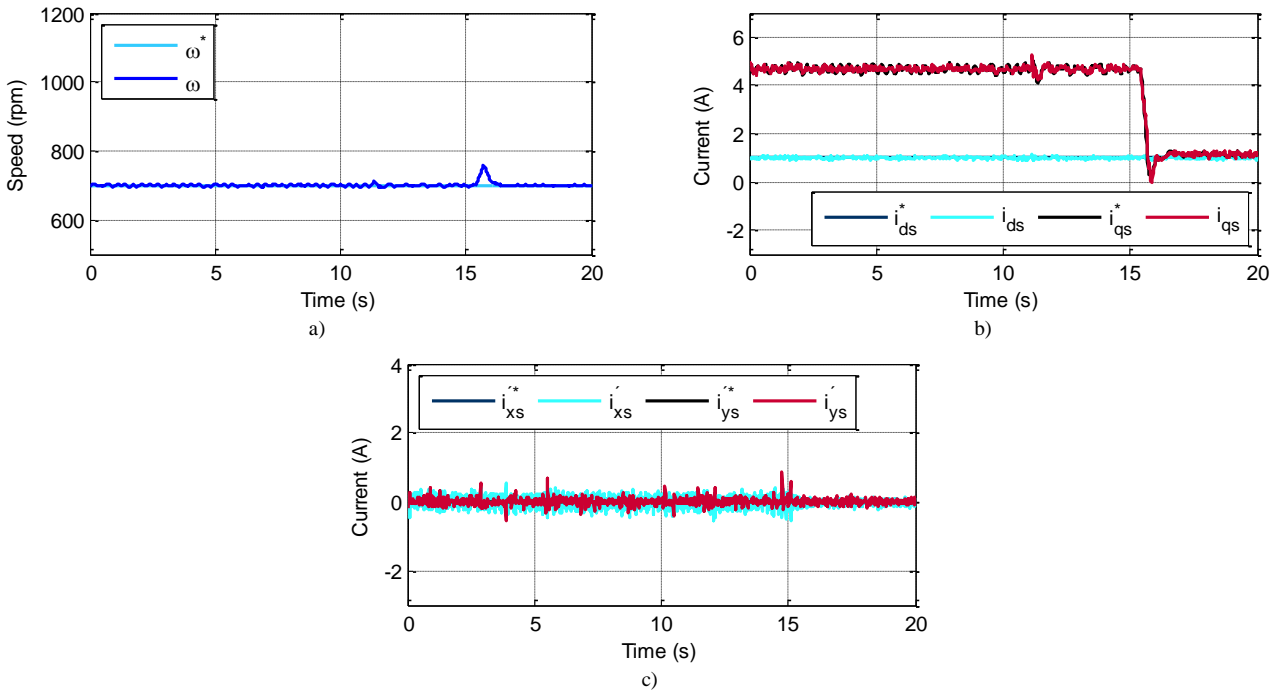 1200
1000
800
600
Speed (rpm)
ω*
ω
0 5 10 15 20
Time (s)
a)
6
4
2
0
-2
Current (A)
i*ds ids i*qs iqs
0 5 10 15 20
Time (s)
b)
4
2
0
-2
Current (A)
i´*xs i´xs i´*ys i´ys
0 5 10 15 20
Time (s)
c)